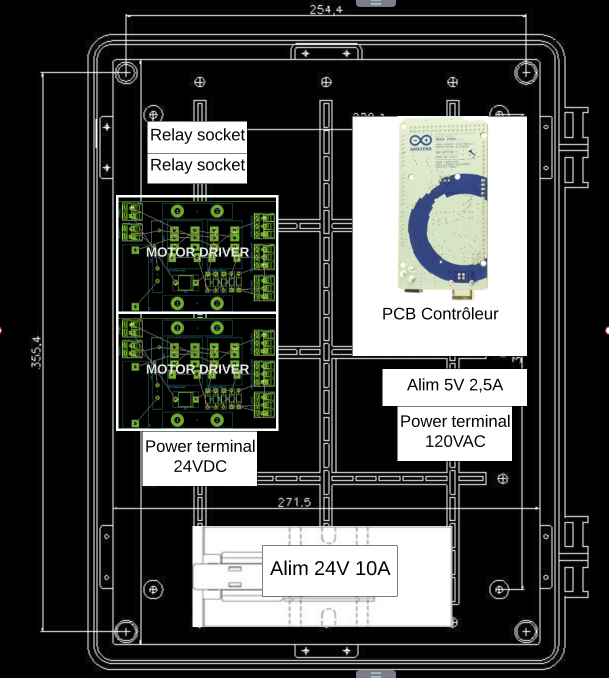 254,4
Relay socket
Relay socket
ARDUINO
MOTOR DRIVER
PCB Contrôleur
355,4
MOTOR DRIVER
Alim 5V 2,5A
Power terminal
120VAC
Power terminal
24VDC
271,5
Alim 24V 10A